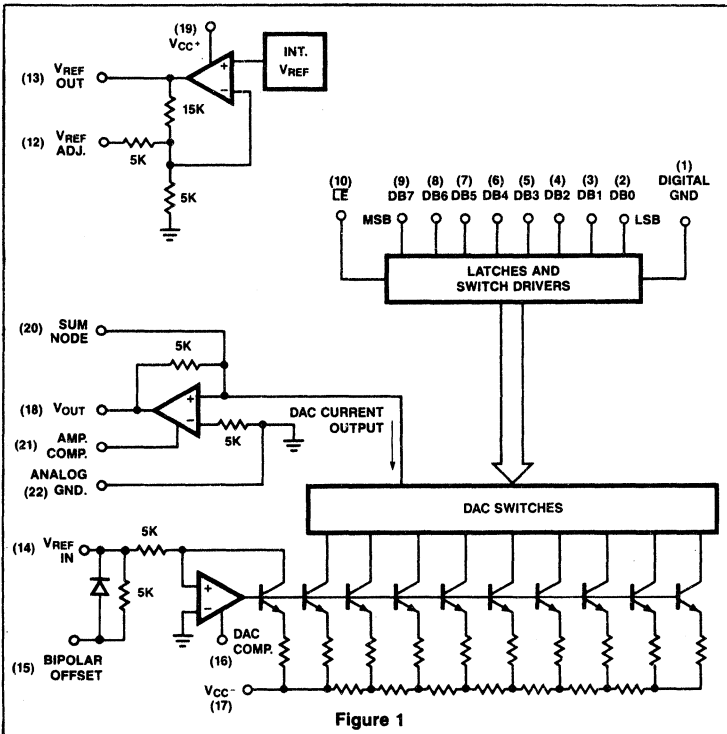 (19)
VCC+
INT.
VREF
(13) VREF
OUT
15K
(12) VREF
ADJ.
5K
5K
(10) (9) (8) (7) (6) (5) (4) (3) (2) (1)
LE DB7 DB6 DB5 DB4 DB3 DB2 DB1 DB0 DIGITAL
GND
MSB LSB
LATCHES AND
SWITCH DRIVERS
(20) SUM
NODE
5K
(18) VOUT
+
−
5K
DAC CURRENT
OUTPUT
(21) AMP.
COMP.
ANALOG
(22) GND.
DAC SWITCHES
5K
(14) VREF
IN
5K
+
−
DAC
COMP.
(16)
(15) BIPOLAR
OFFSET
VCC−
(17)
Figure 1